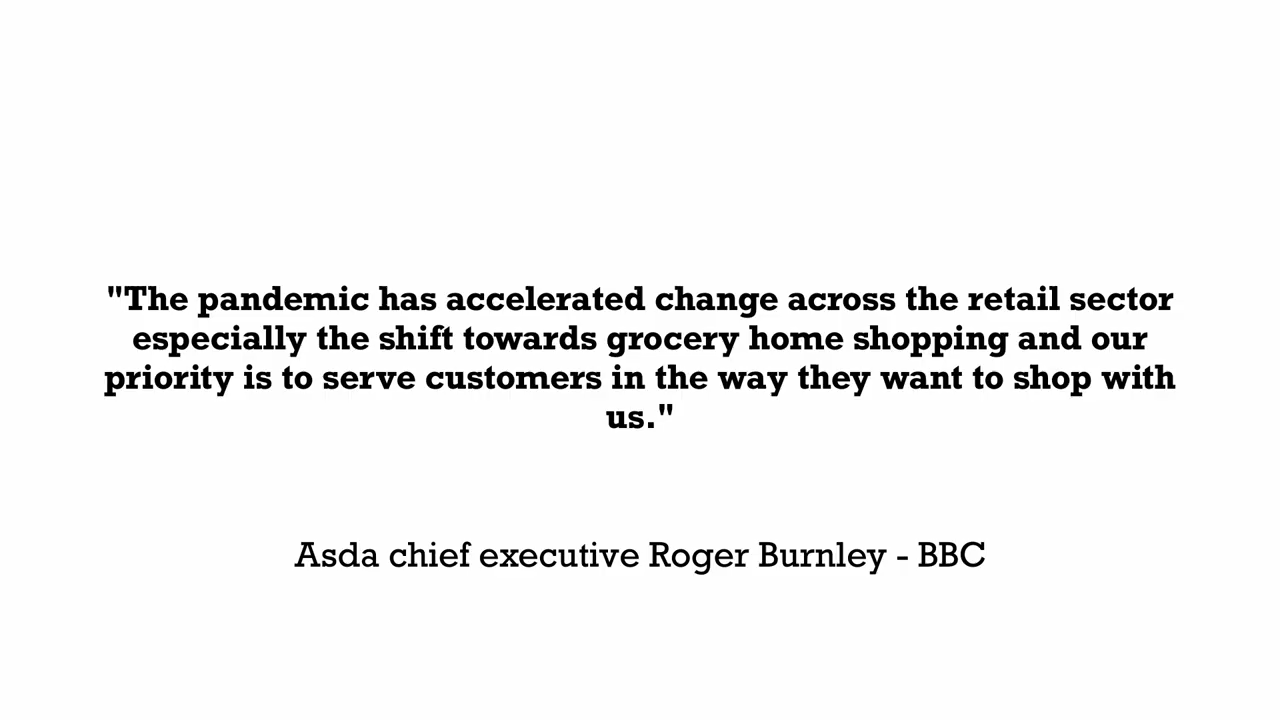 "The pandemic has accelerated change across the retail sector
especially the shift towards grocery home shopping and our
priority is to serve customers in the way they want to shop with
us."
Asda chief executive Roger Burnley - BBC